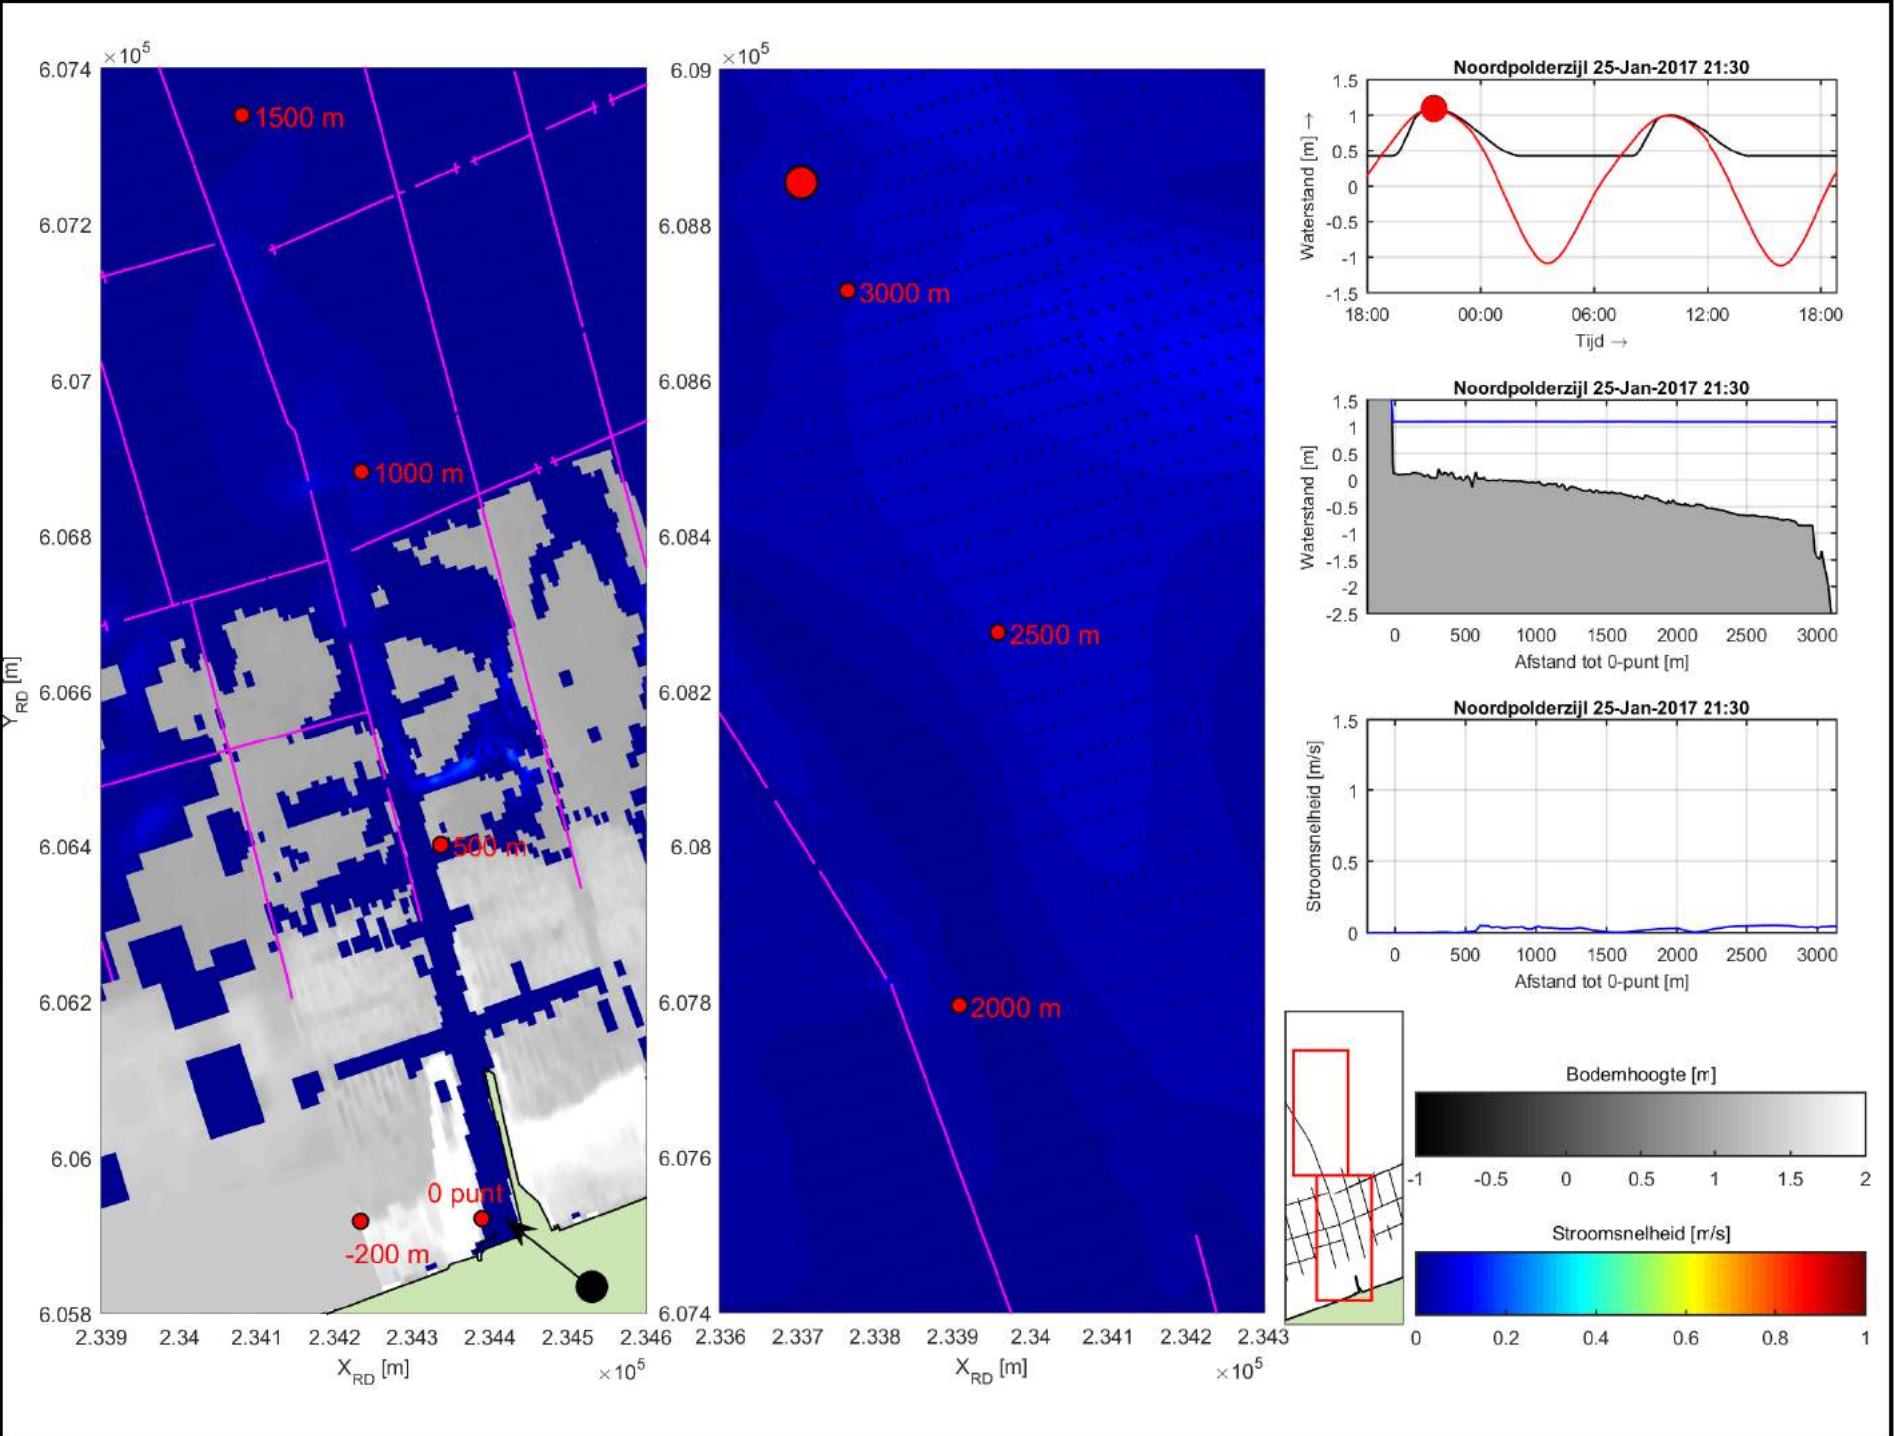 ×10⁵
6.074
6.072
6.07
6.068
6.066
6.064
6.062
6.06
6.058
Y_RD [m]
1500 m
1000 m
500 m
0 punt
-200 m
2.339 2.34 2.341 2.342 2.343 2.344 2.345 2.346
X_RD [m]
×10⁵
×10⁵
6.09
6.088
6.086
6.084
6.082
6.08
6.078
6.076
6.074
3000 m
2500 m
2000 m
2.336 2.337 2.338 2.339 2.34 2.341 2.342 2.343
X_RD [m]
×10⁵
Noordpolderzijl 25-Jan-2017 21:30
Waterstand [m] →
1.5
1
0.5
0
-0.5
-1
-1.5
18:00 00:00 06:00 12:00 18:00
Tijd →
Noordpolderzijl 25-Jan-2017 21:30
Waterstand [m]
1.5
1
0.5
0
-0.5
-1
-1.5
-2
-2.5
0 500 1000 1500 2000 2500 3000
Afstand tot 0-punt [m]
Noordpolderzijl 25-Jan-2017 21:30
Stroomsnelheid [m/s]
1.5
1
0.5
0
0 500 1000 1500 2000 2500 3000
Afstand tot 0-punt [m]
Bodemhoogte [m]
-1 -0.5 0 0.5 1 1.5 2
Stroomsnelheid [m/s]
0 0.2 0.4 0.6 0.8 1